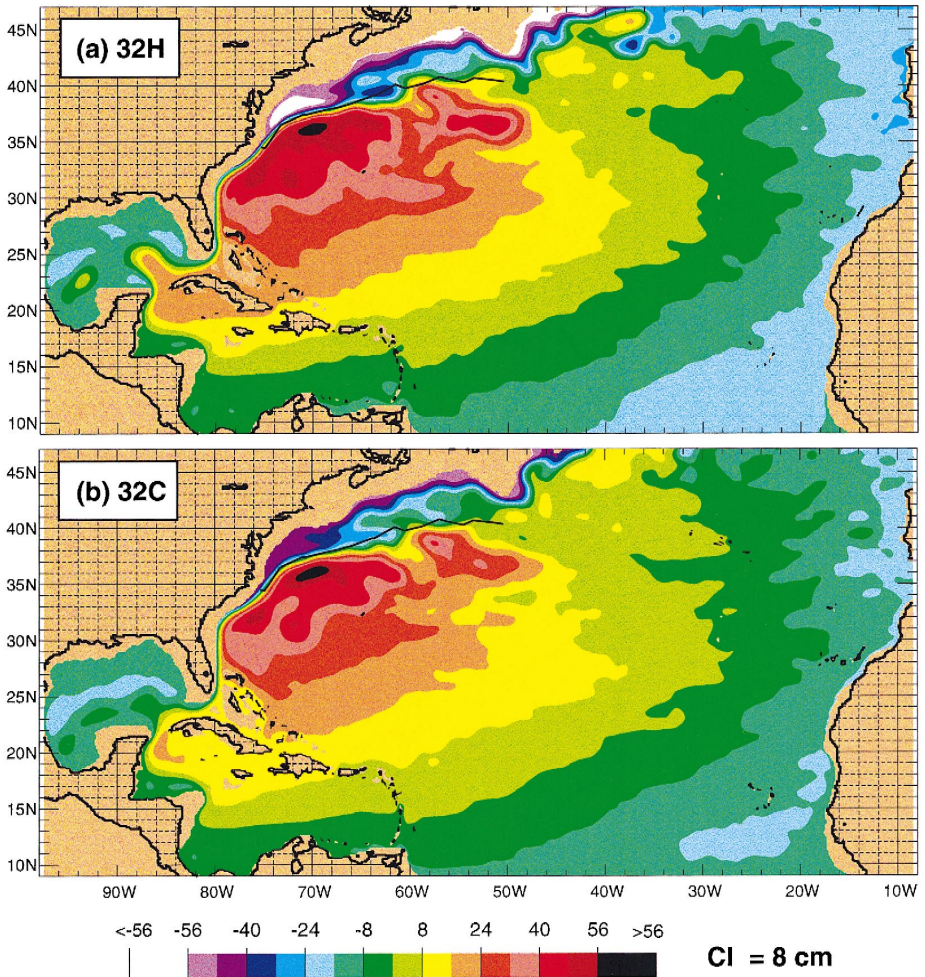 45N
(a) 32H
40N
35N
30N
25N
20N
15N
10N
45N
(b) 32C
40N
35N
30N
25N
20N
15N
10N
90W 80W 70W 60W 50W 40W 30W 20W 10W
<-56 -56 -40 -24 -8 8 24 40 56 >56
CI = 8 cm